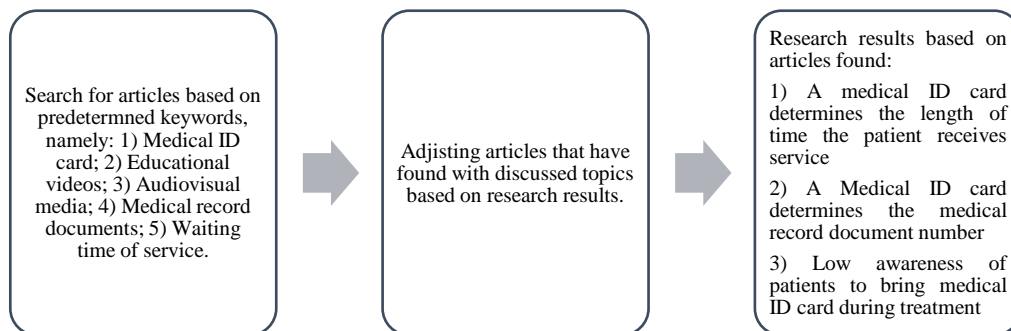 Search for articles based on
predetermned keywords,
namely: 1) Medical ID
card; 2) Educational
videos; 3) Audiovisual
media; 4) Medical record
documents; 5) Waiting
time of service.
Adjisting articles that have
found with discussed topics
based on research results.
Research results based on
articles found:
1) A medical ID card
determines the length of
time the patient receives
service
2) A Medical ID card
determines the medical
record document number
3) Low awareness of
patients to bring medical
ID card during treatment